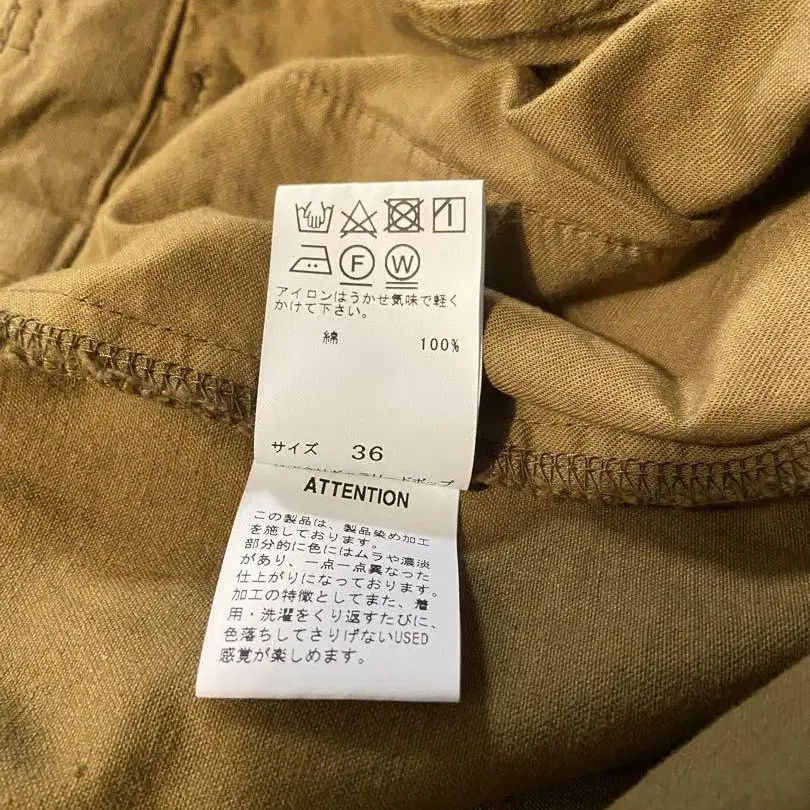 F W
アイロンはうかせ気味で軽く
かけて下さい。
綿 100%
サイズ 36
ATTENTION
この製品は、製品染め加工
を施しております。
部分的に色にはムラや濃淡
があり、一点一点異なった
仕上がりになっております。
加工の特徴としてまた、着
用・洗濯をくり返すたびに、
色落ちしてさりげないUSED
感覚が楽しめます。